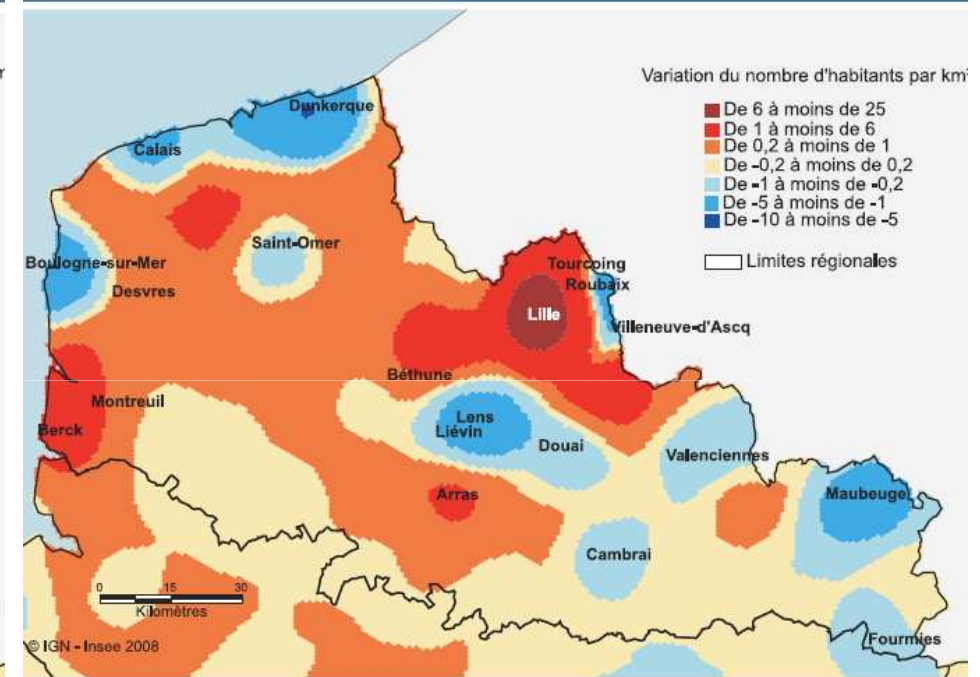 Variation du nombre d'habitants par km²
De 6 à moins de 25
De 1 à moins de 6
De 0,2 à moins de 1
De -0,2 à moins de 0,2
De -1 à moins de -0,2
De -5 à moins de -1
De -10 à moins de -5
Limites régionales
Dunkerque
Calais
Saint-Omer
Boulogne-sur-Mer
Desvres
Tourcoing
Roubaix
Lille
Villeneuve-d'Ascq
Béthune
Montreuil
Berck
Lens
Liévin
Douai
Valenciennes
Arras
Maubeuge
Cambrai
0 15 30
Kilomètres
Fourmies
© IGN - Insee 2008